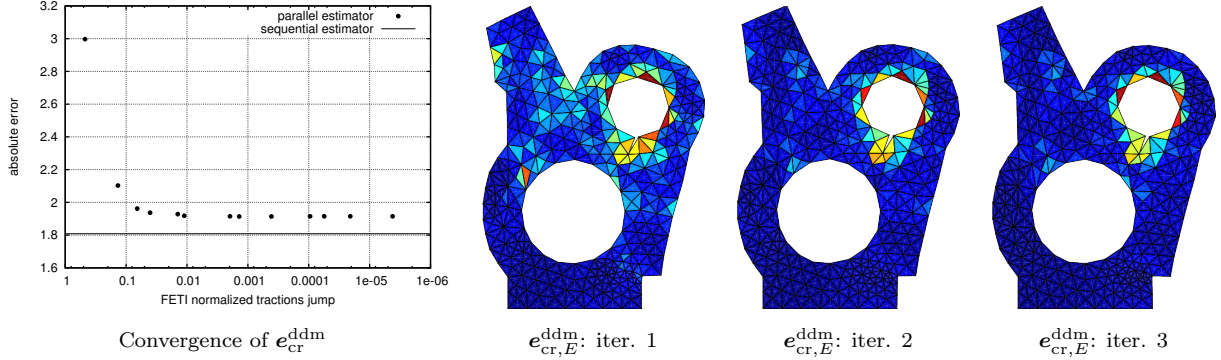 parallel estimator
sequential estimator
absolute error
3.2
3
2.8
2.6
2.4
2.2
2
1.8
1.6
1 0.1 0.01 0.001 0.0001 1e-05 1e-06
FETI normalized tractions jump
Convergence of e_cr^ddm
e_cr,E^ddm: iter. 1
e_cr,E^ddm: iter. 2
e_cr,E^ddm: iter. 3